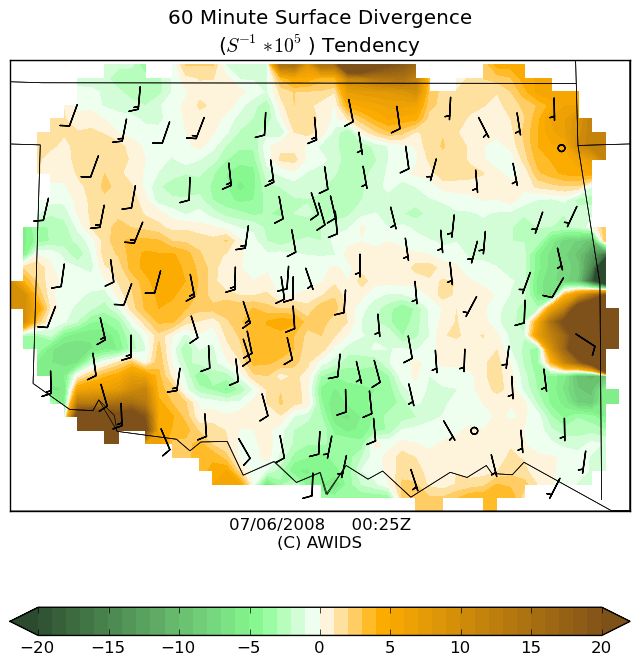 60 Minute Surface Divergence
(S⁻¹ * 10⁵ ) Tendency
07/06/2008 00:25Z
(C) AWIDS
−20 −15 −10 −5 0 5 10 15 20